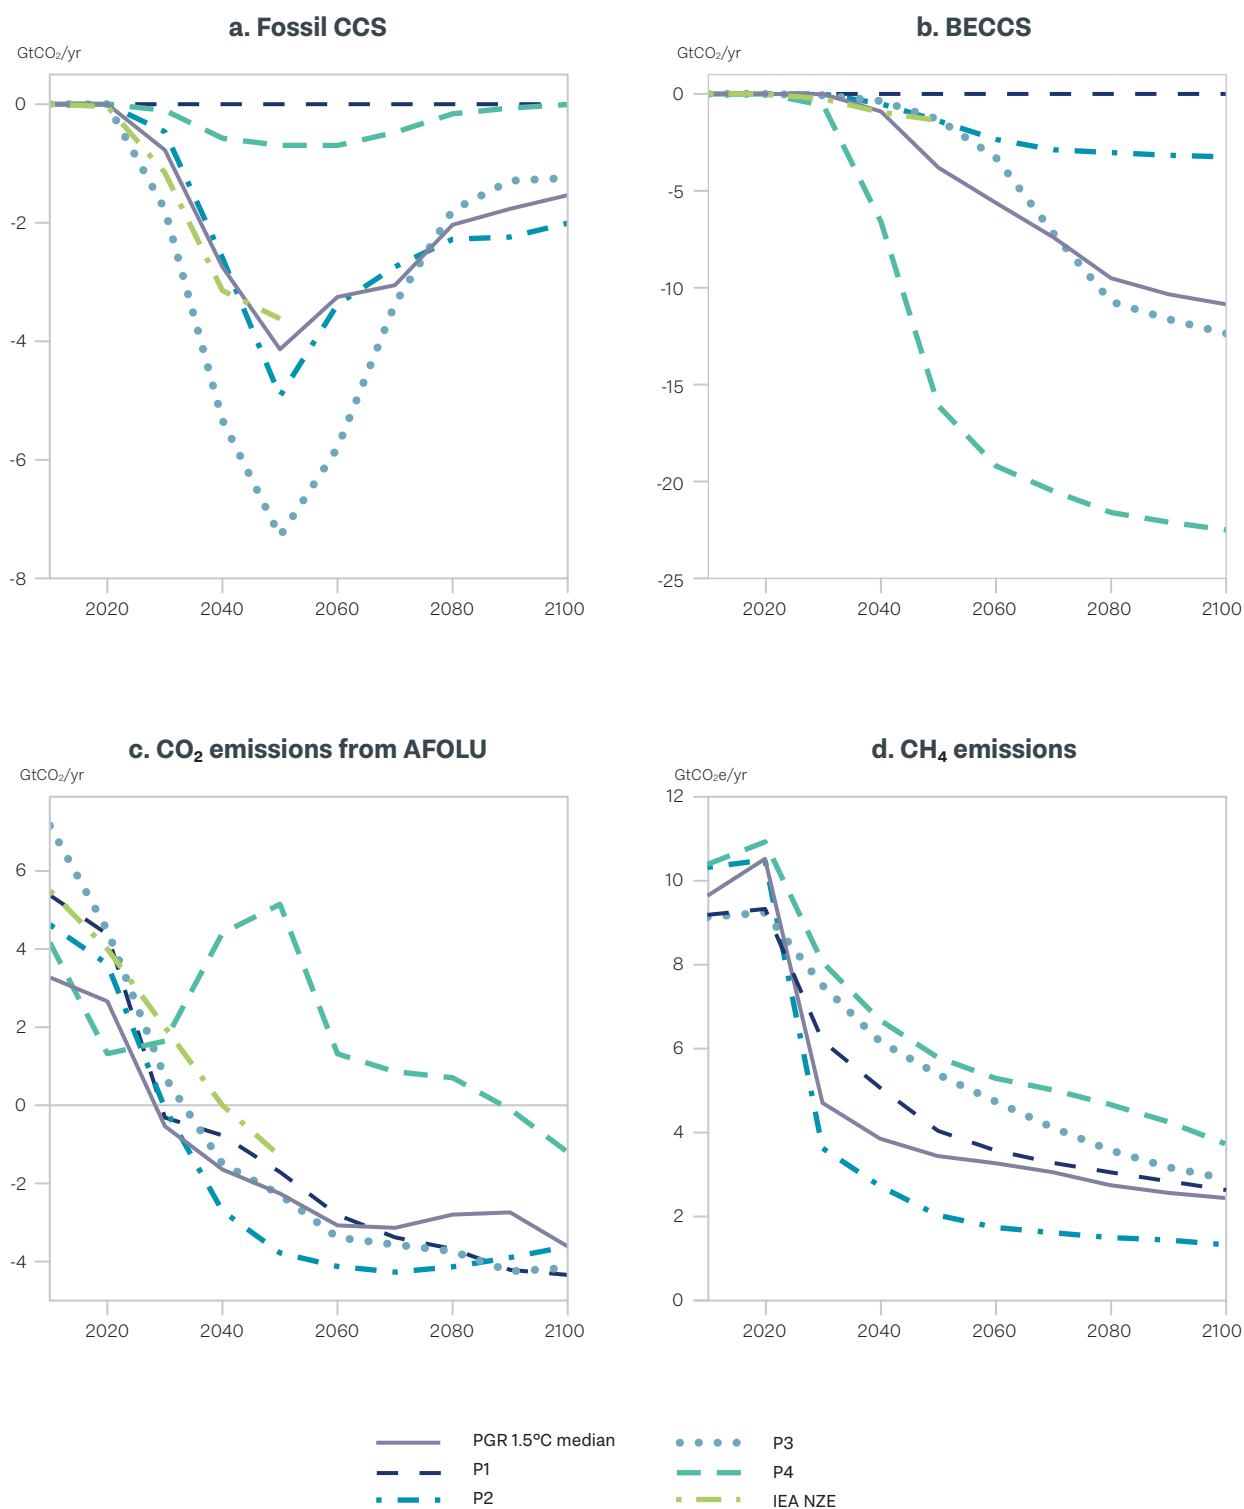 a. Fossil CCS
GtCO₂/yr
0
-2
-4
-6
-8
2020 2040 2060 2080 2100
b. BECCS
GtCO₂/yr
0
-5
-10
-15
-20
-25
2020 2040 2060 2080 2100
c. CO₂ emissions from AFOLU
GtCO₂/yr
6
4
2
0
-2
-4
2020 2040 2060 2080 2100
d. CH₄ emissions
GtCO₂e/yr
12
10
8
6
4
2
0
2020 2040 2060 2080 2100
PGR 1.5°C median
P1
P2
P3
P4
IEA NZE